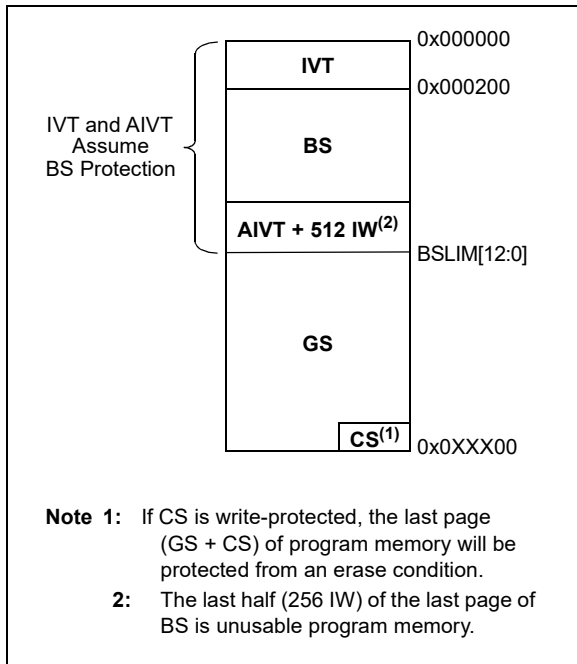 0x000000
IVT
0x000200
IVT and AIVT
Assume
BS Protection
BS
AIVT + 512 IW(2)
BSLIM[12:0]
GS
CS(1)
0x0XXX00
Note 1: If CS is write-protected, the last page
(GS + CS) of program memory will be
protected from an erase condition.
2: The last half (256 IW) of the last page of
BS is unusable program memory.